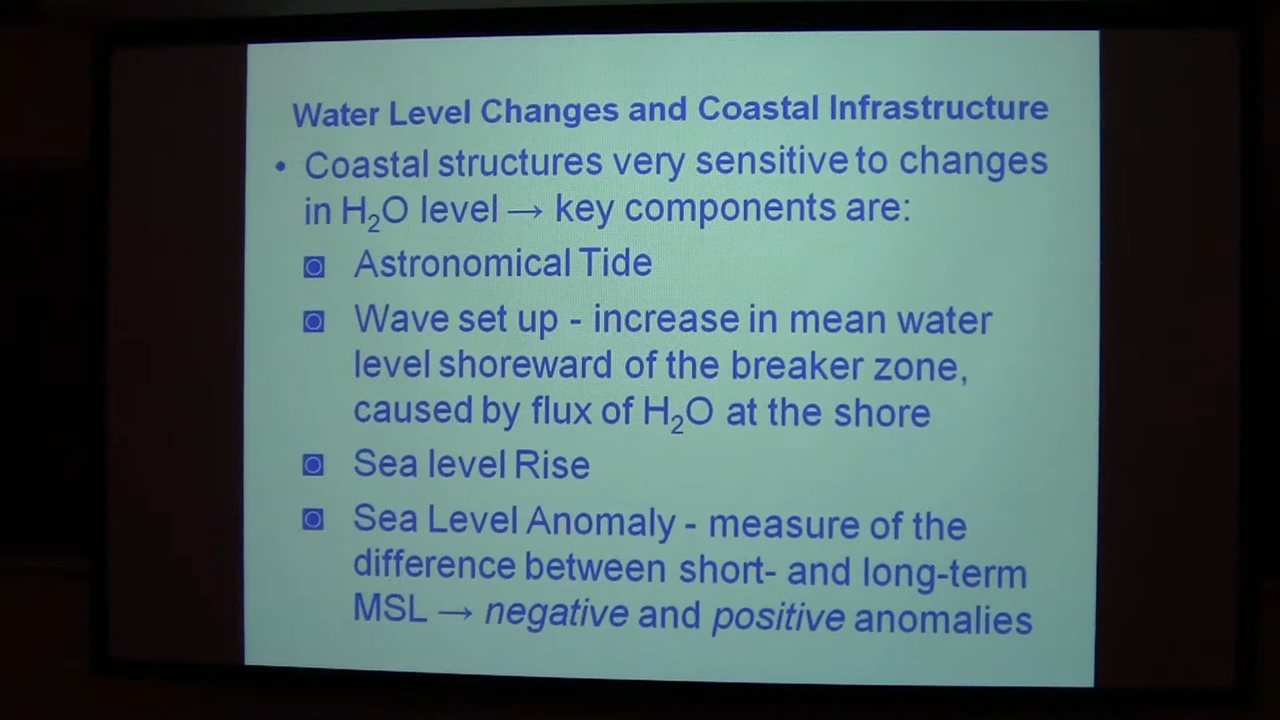 Water Level Changes and Coastal Infrastructure
• Coastal structures very sensitive to changes
in H₂O level → key components are:
◙ Astronomical Tide
◙ Wave set up - increase in mean water
level shoreward of the breaker zone,
caused by flux of H₂O at the shore
◙ Sea level Rise
◙ Sea Level Anomaly - measure of the
difference between short- and long-term
MSL → negative and positive anomalies